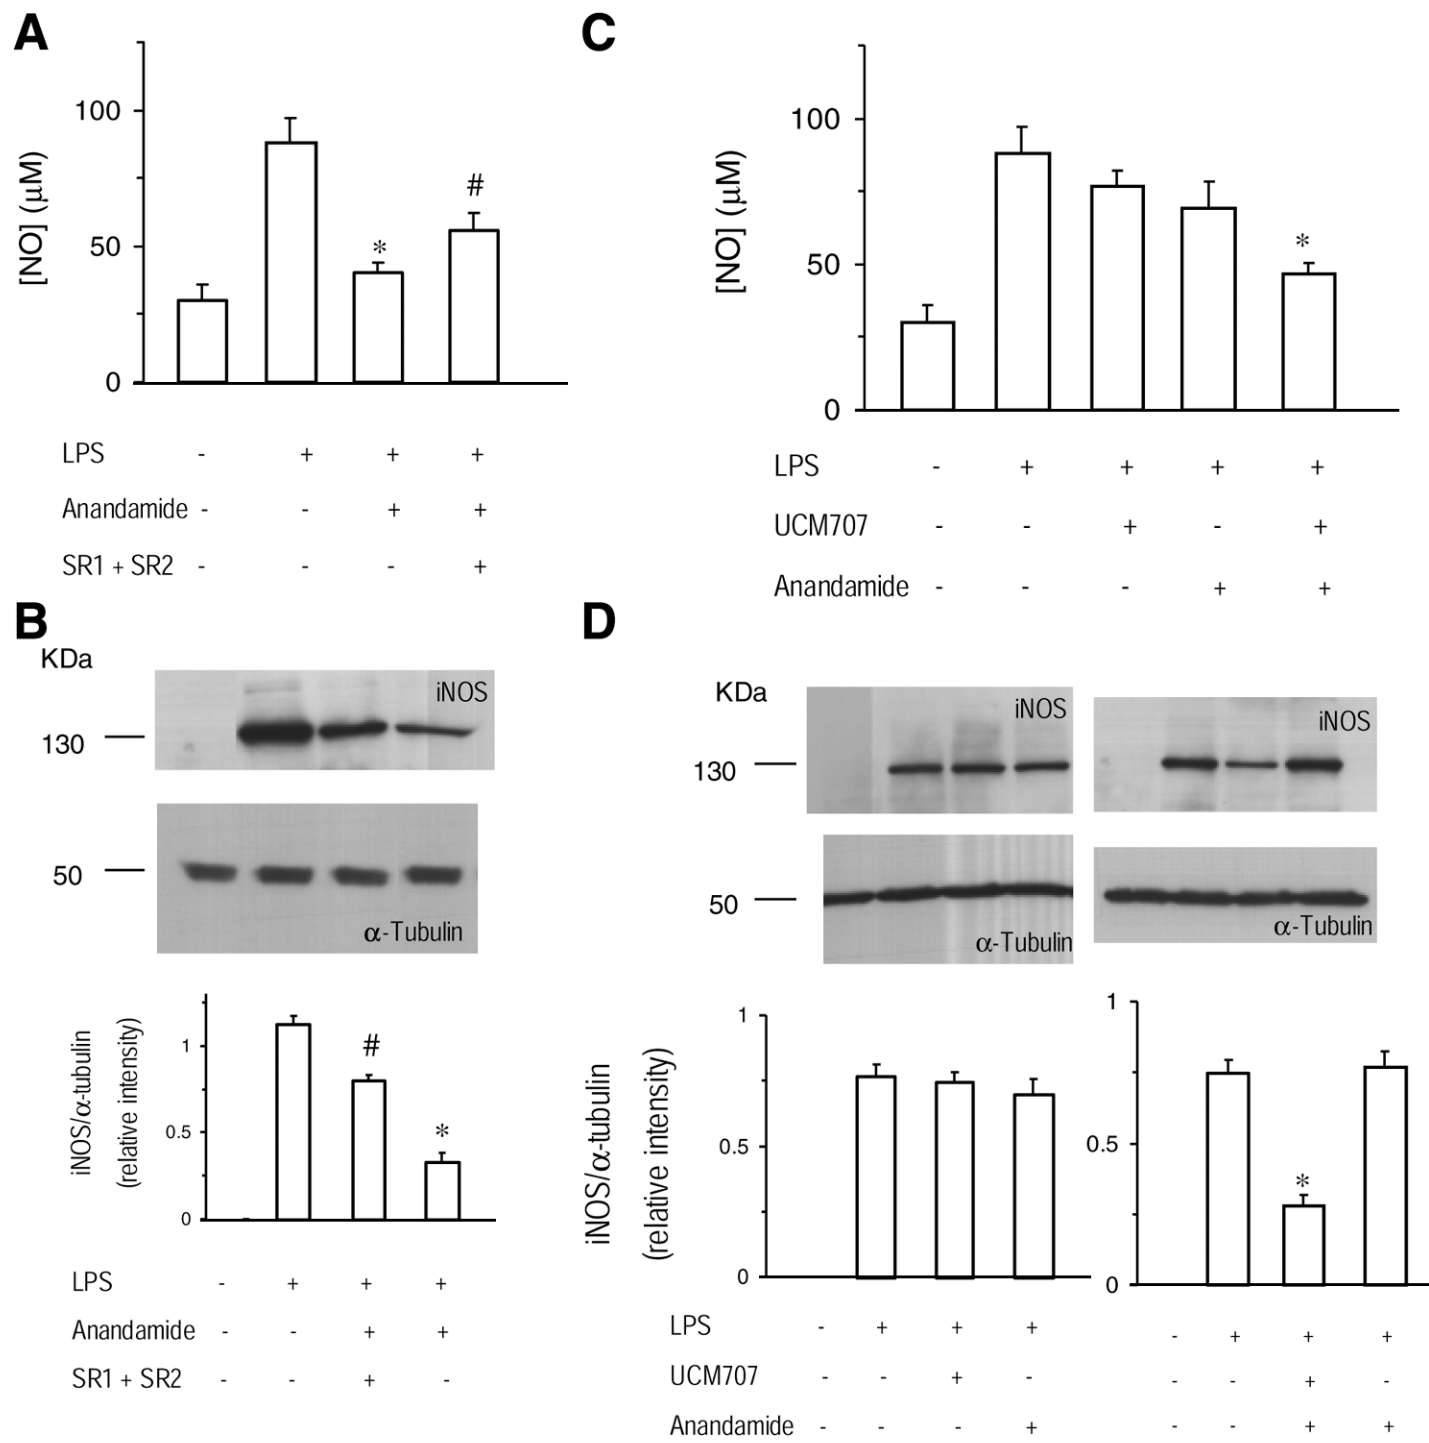 A
[NO] (µM)
100
50
0
*
#
LPS - + + +
Anandamide - - + +
SR1 + SR2 - - - +
C
[NO] (µM)
100
50
0
*
LPS - + + + +
UCM707 - - + - +
Anandamide - - - + +
B
KDa
iNOS
130
50
α-Tubulin
iNOS/α-tubulin
(relative intensity)
1
0.5
0
#
*
LPS - + + +
Anandamide - - + +
SR1 + SR2 - - + -
D
KDa
iNOS
iNOS
130
50
α-Tubulin
α-Tubulin
iNOS/α-tubulin
(relative intensity)
1
0.5
0
1
0.5
0
*
LPS - + + + - + + +
UCM707 - - + - - - + -
Anandamide - - - + - - + +